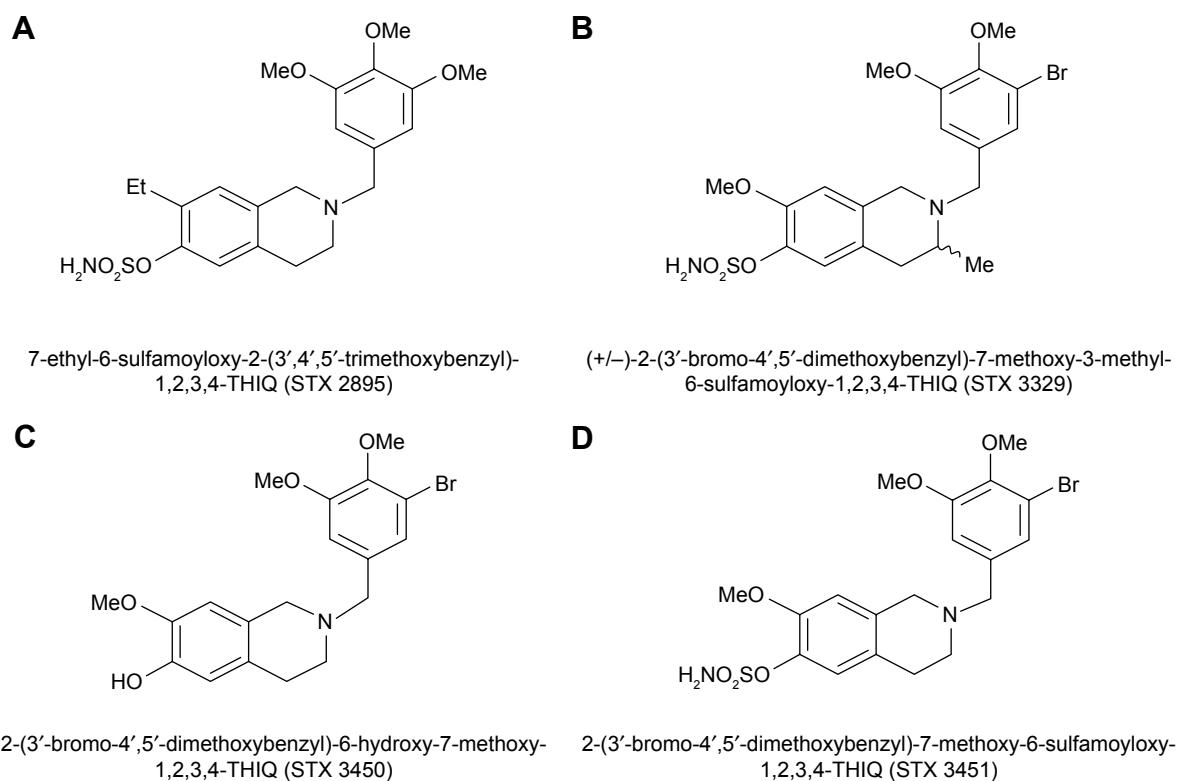 A
OMe
MeO
OMe
Et
N
H₂NO₂SO
7-ethyl-6-sulfamoyloxy-2-(3′,4′,5′-trimethoxybenzyl)-
1,2,3,4-THIQ (STX 2895)
B
OMe
MeO
Br
MeO
N
H₂NO₂SO
Me
(+/–)-2-(3′-bromo-4′,5′-dimethoxybenzyl)-7-methoxy-3-methyl-
6-sulfamoyloxy-1,2,3,4-THIQ (STX 3329)
C
OMe
MeO
Br
MeO
N
HO
2-(3′-bromo-4′,5′-dimethoxybenzyl)-6-hydroxy-7-methoxy-
1,2,3,4-THIQ (STX 3450)
D
OMe
MeO
Br
MeO
N
H₂NO₂SO
2-(3′-bromo-4′,5′-dimethoxybenzyl)-7-methoxy-6-sulfamoyloxy-
1,2,3,4-THIQ (STX 3451)